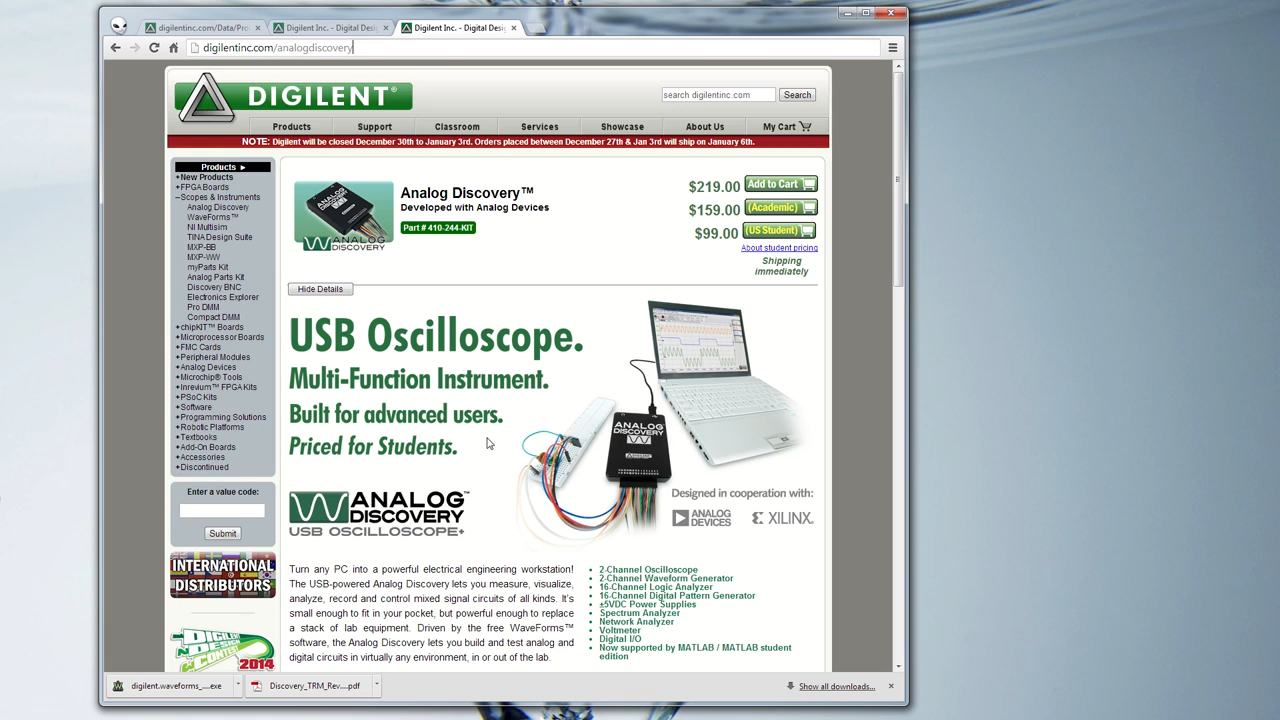 digilentinc.com/Data/Pro
Digilent Inc. - Digital Desi
Digilent Inc. - Digital Desi
digilentinc.com/analogdiscovery
DIGILENT®
search digilentinc.com
Search
Products
Support
Classroom
Services
Showcase
About Us
My Cart
NOTE: Digilent will be closed December 30th to January 3rd. Orders placed between December 27th & Jan 3rd will ship on January 6th.
Products ►
+New Products
+FPGA Boards
−Scopes & Instruments
Analog Discovery
WaveForms™
NI Multisim
TINA Design Suite
MXP-BB
MXP-WW
myParts Kit
Analog Parts Kit
Discovery BNC
Electronics Explorer
Pro DMM
Compact DMM
+chipKIT™ Boards
+Microprocessor Boards
+FMC Cards
+Peripheral Modules
+Analog Devices
+Microchip® Tools
+Inrevium™ FPGA Kits
+PSoC Kits
+Software
+Programming Solutions
+Robotic Platforms
+Textbooks
+Add-On Boards
+Accessories
+Discontinued
Enter a value code:
Submit
INTERNATIONAL
DISTRIBUTORS
DIGILENT
DESIGN
CONTEST
2014
ANALOG
DISCOVERY
Analog Discovery™
Developed with Analog Devices
Part # 410-244-KIT
$219.00 Add to Cart
$159.00 (Academic)
$99.00 (US Student)
About student pricing
Shipping
immediately
Hide Details
USB Oscilloscope.
Multi-Function Instrument.
Built for advanced users.
Priced for Students.
ANALOG
DISCOVERY
ANALOG™
DISCOVERY
USB OSCILLOSCOPE+
Designed in cooperation with:
ANALOG
DEVICES
XILINX.
Turn any PC into a powerful electrical engineering workstation!
The USB-powered Analog Discovery lets you measure, visualize,
analyze, record and control mixed signal circuits of all kinds. It's
small enough to fit in your pocket, but powerful enough to replace
a stack of lab equipment. Driven by the free WaveForms™
software, the Analog Discovery lets you build and test analog and
digital circuits in virtually any environment, in or out of the lab.
• 2-Channel Oscilloscope
• 2-Channel Waveform Generator
• 16-Channel Logic Analyzer
• 16-Channel Digital Pattern Generator
• ±5VDC Power Supplies
• Spectrum Analyzer
• Network Analyzer
• Voltmeter
• Digital I/O
• Now supported by MATLAB / MATLAB student
edition
digilent.waveforms_....exe
Discovery_TRM_Rev....pdf
Show all downloads...